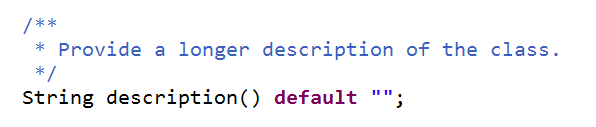 /**
 * Provide a longer description of the class.
 */
String description() default "";